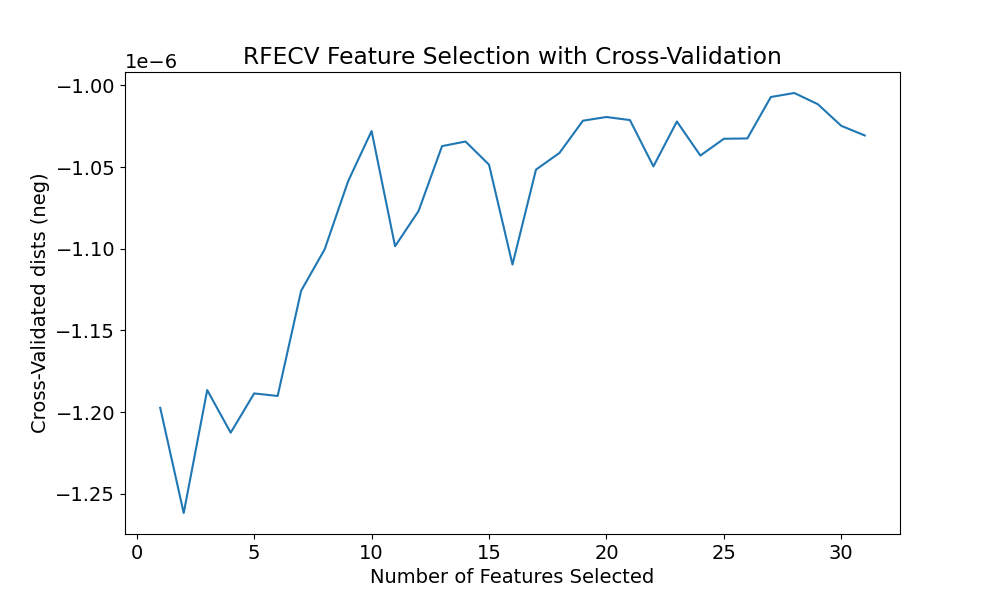 RFECV Feature Selection with Cross-Validation
1e−6
−1.00
−1.05
−1.10
−1.15
−1.20
−1.25
Cross-Validated dists (neg)
0 5 10 15 20 25 30
Number of Features Selected